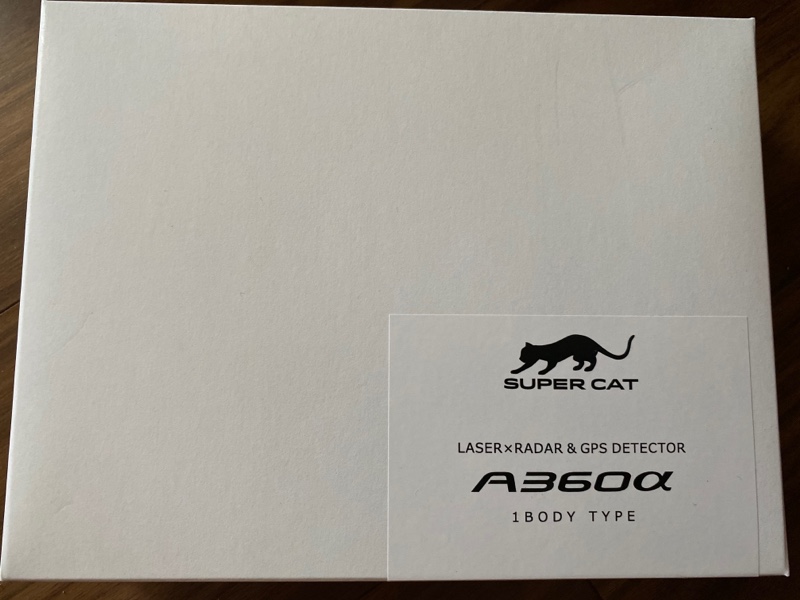 SUPER CAT
LASER×RADAR & GPS DETECTOR
A360α
1BODY TYPE